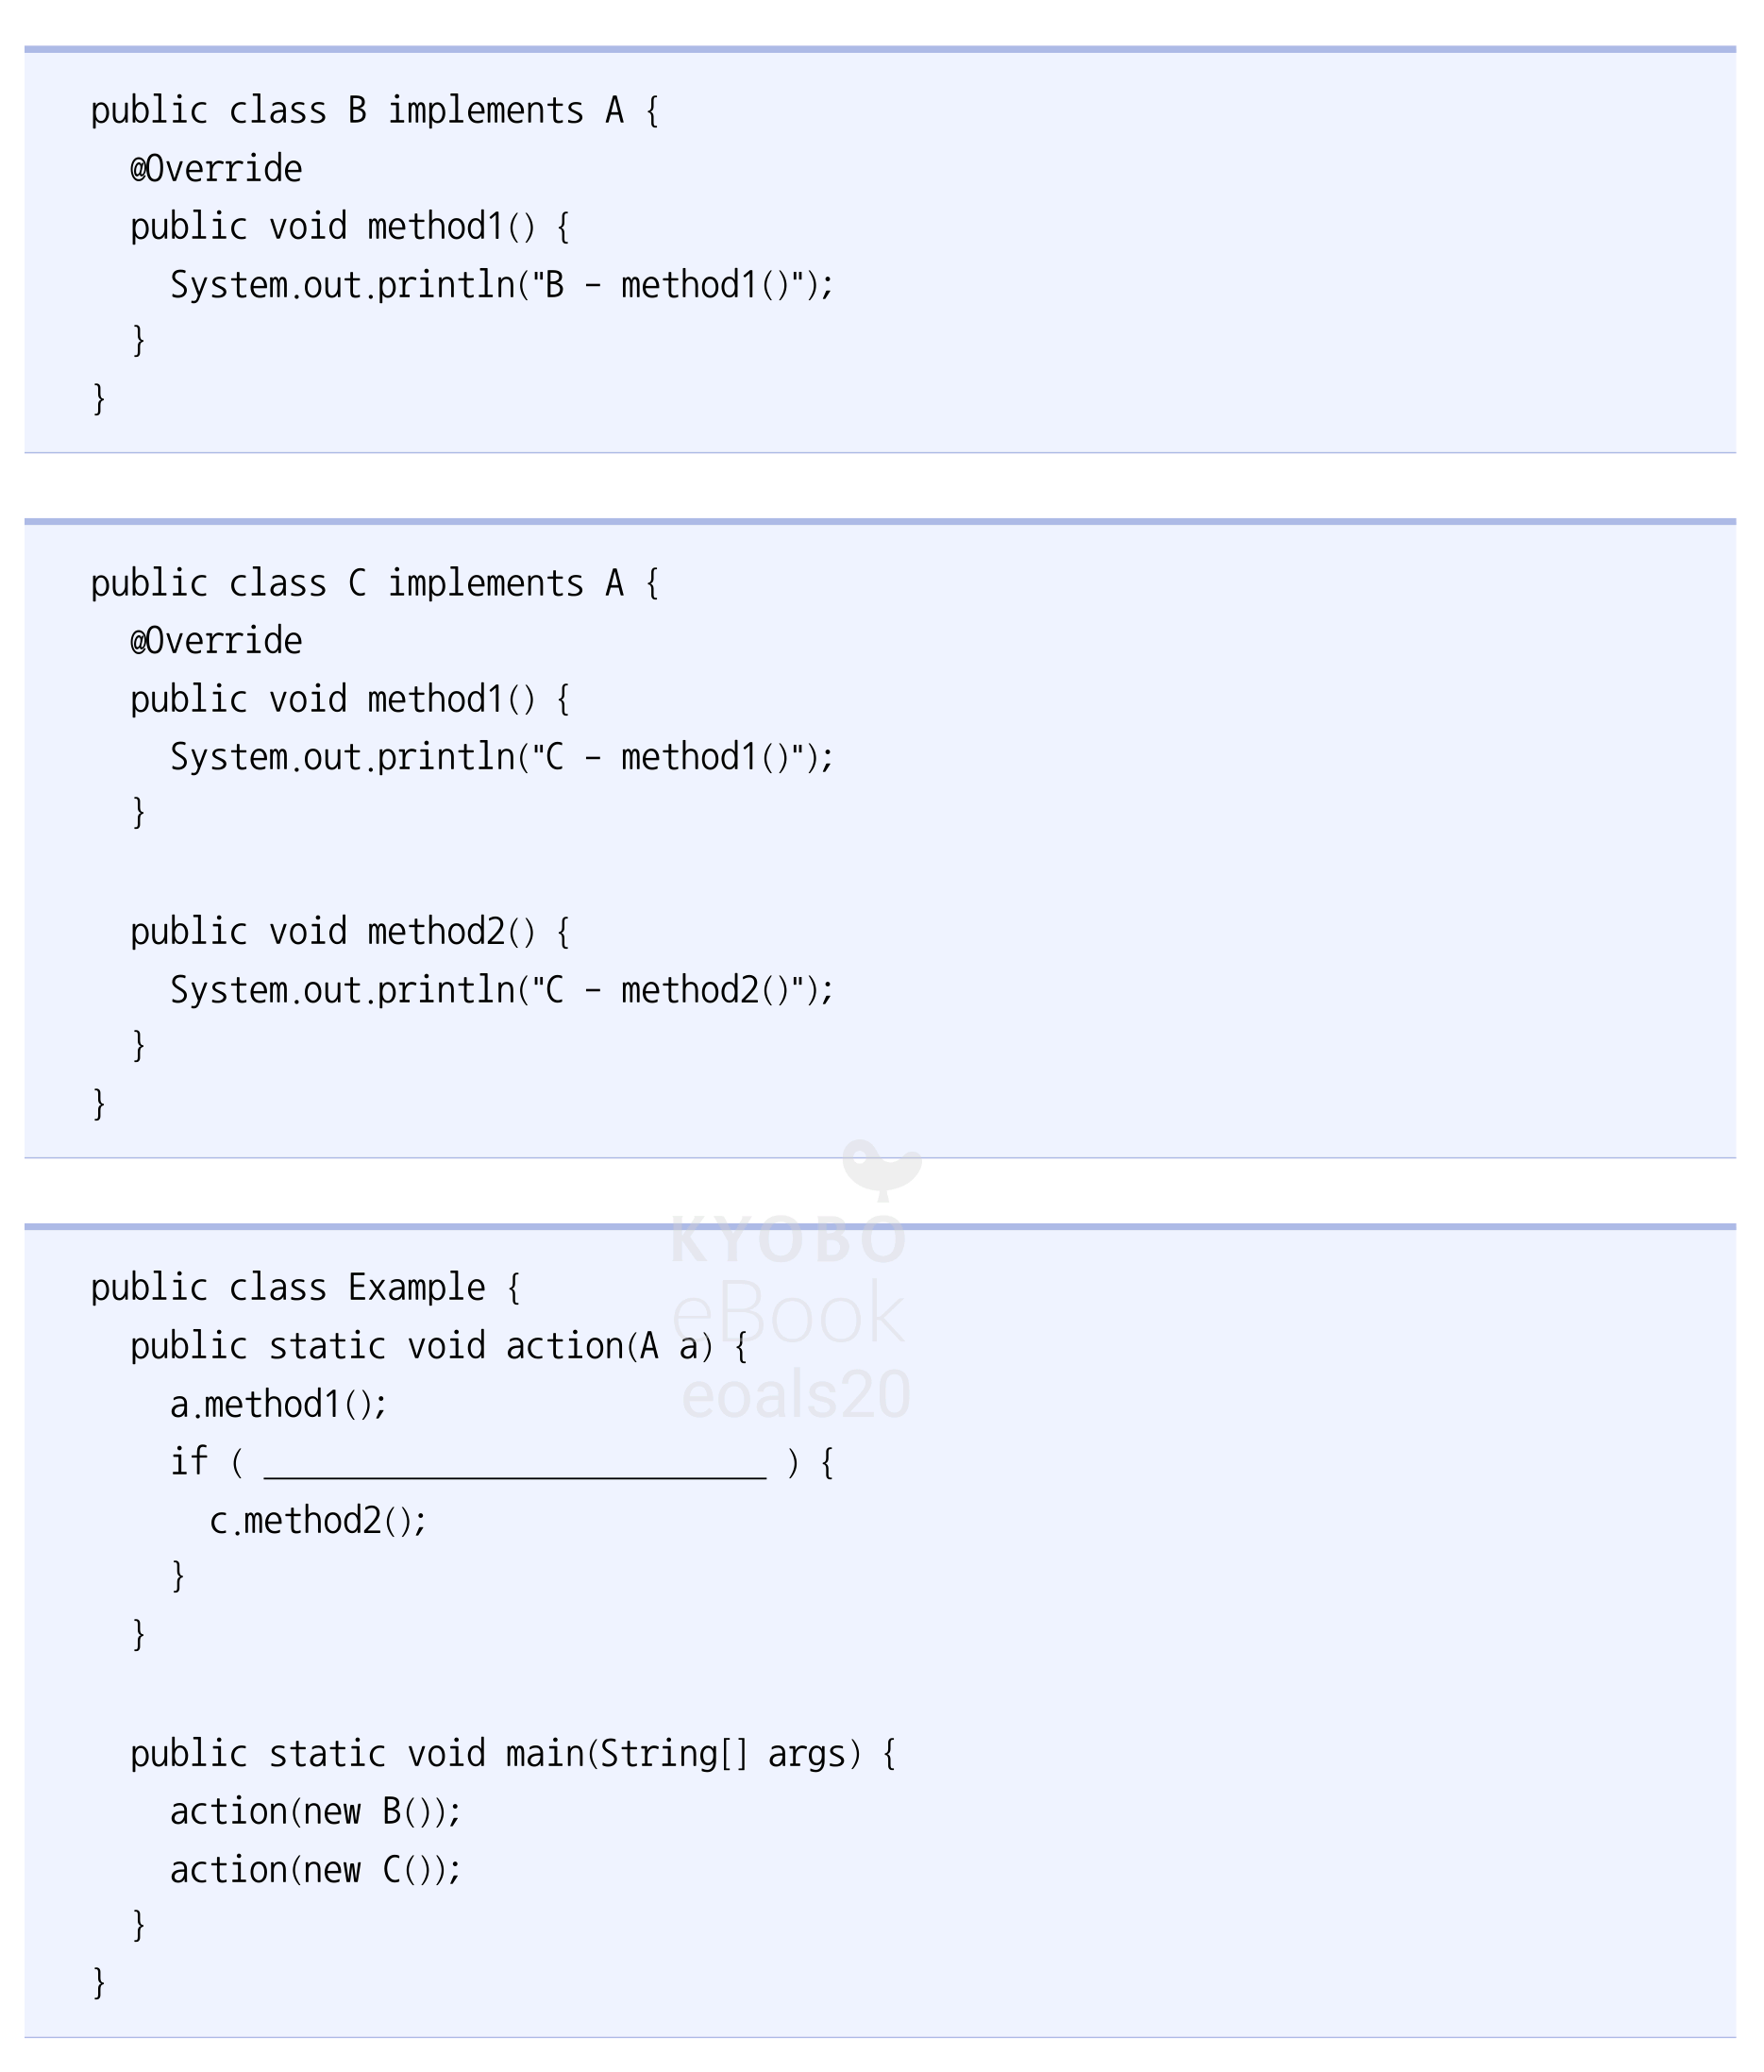 public class B implements A {
  @Override
  public void method1() {
    System.out.println("B - method1()");
  }
}
public class C implements A {
  @Override
  public void method1() {
    System.out.println("C - method1()");
  }
  public void method2() {
    System.out.println("C - method2()");
  }
}
KYOBO
eBook
eoals20
public class Example {
  public static void action(A a) {
    a.method1();
    if ( __________________________ ) {
      c.method2();
    }
  }
  public static void main(String[] args) {
    action(new B());
    action(new C());
  }
}